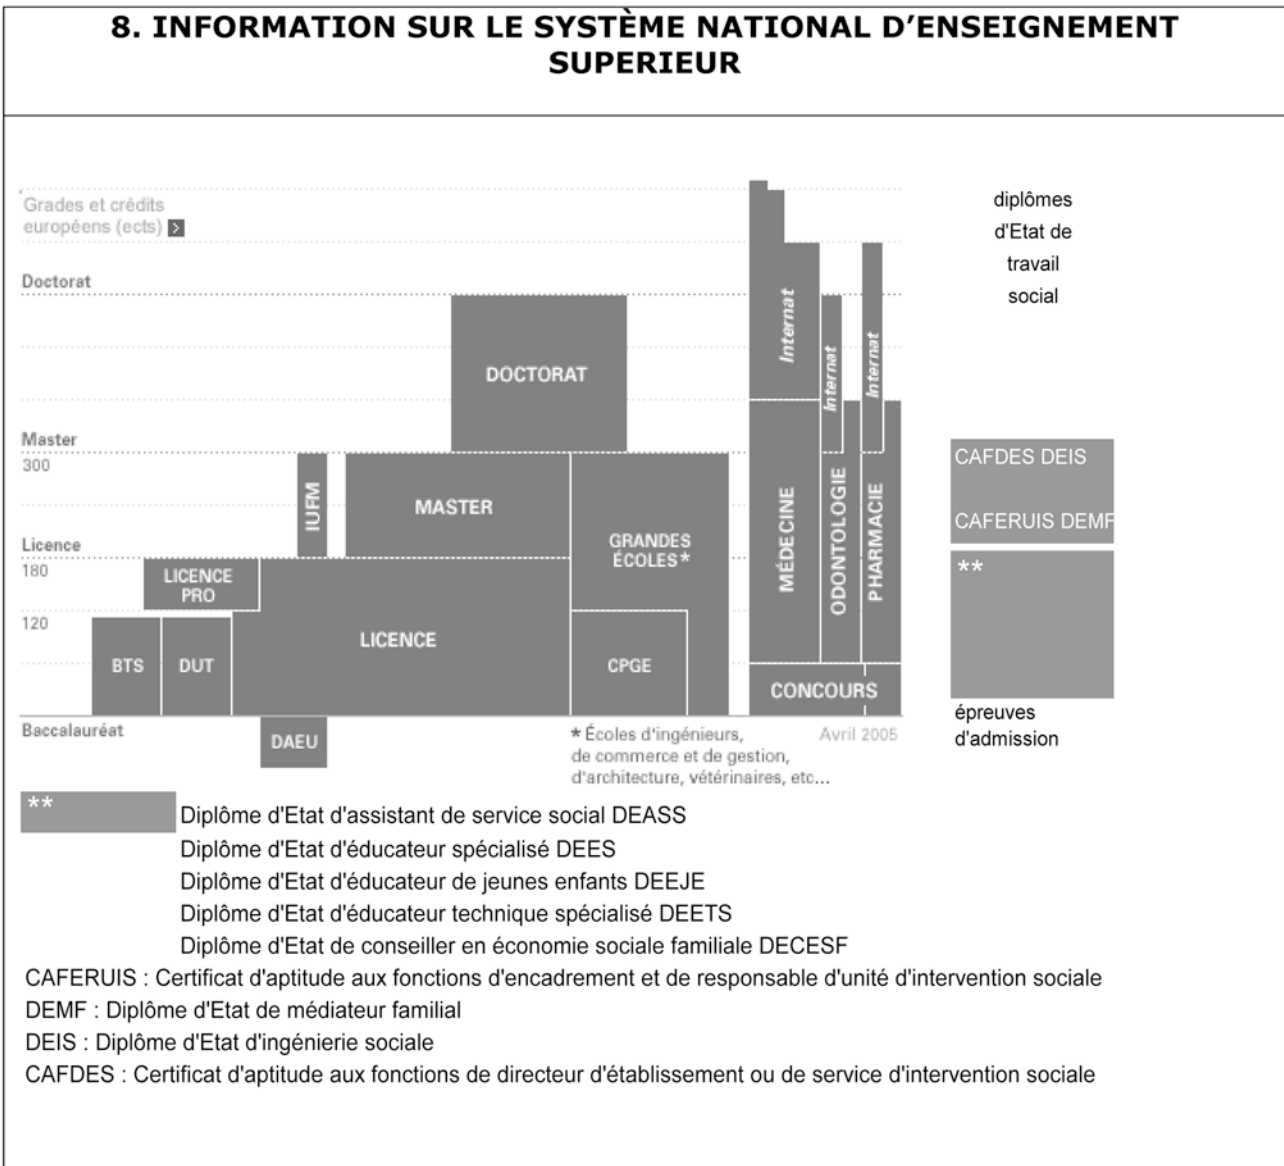 8. INFORMATION SUR LE SYSTÈME NATIONAL D’ENSEIGNEMENT
SUPERIEUR
Grades et crédits
européens (ects) >
diplômes
d'Etat de
travail
social
Doctorat
Internat
Internat
Internat
DOCTORAT
Master
300
IUFM
MASTER
GRANDES
ÉCOLES *
MÉDECINE
ODONTOLOGIE
PHARMACIE
CAFDES DEIS
CAFERUIS DEMF
Licence
180
LICENCE
PRO
**
120
BTS
DUT
LICENCE
CPGE
CONCOURS
épreuves
d'admission
Baccalauréat
DAEU
* Écoles d'ingénieurs,
de commerce et de gestion,
d'architecture, vétérinaires, etc...
Avril 2005
**
Diplôme d'Etat d'assistant de service social DEASS
Diplôme d'Etat d'éducateur spécialisé DEES
Diplôme d'Etat d'éducateur de jeunes enfants DEEJE
Diplôme d'Etat d'éducateur technique spécialisé DEETS
Diplôme d'Etat de conseiller en économie sociale familiale DECESF
CAFERUIS : Certificat d'aptitude aux fonctions d'encadrement et de responsable d'unité d'intervention sociale
DEMF : Diplôme d'Etat de médiateur familial
DEIS : Diplôme d'Etat d'ingénierie sociale
CAFDES : Certificat d'aptitude aux fonctions de directeur d'établissement ou de service d'intervention sociale